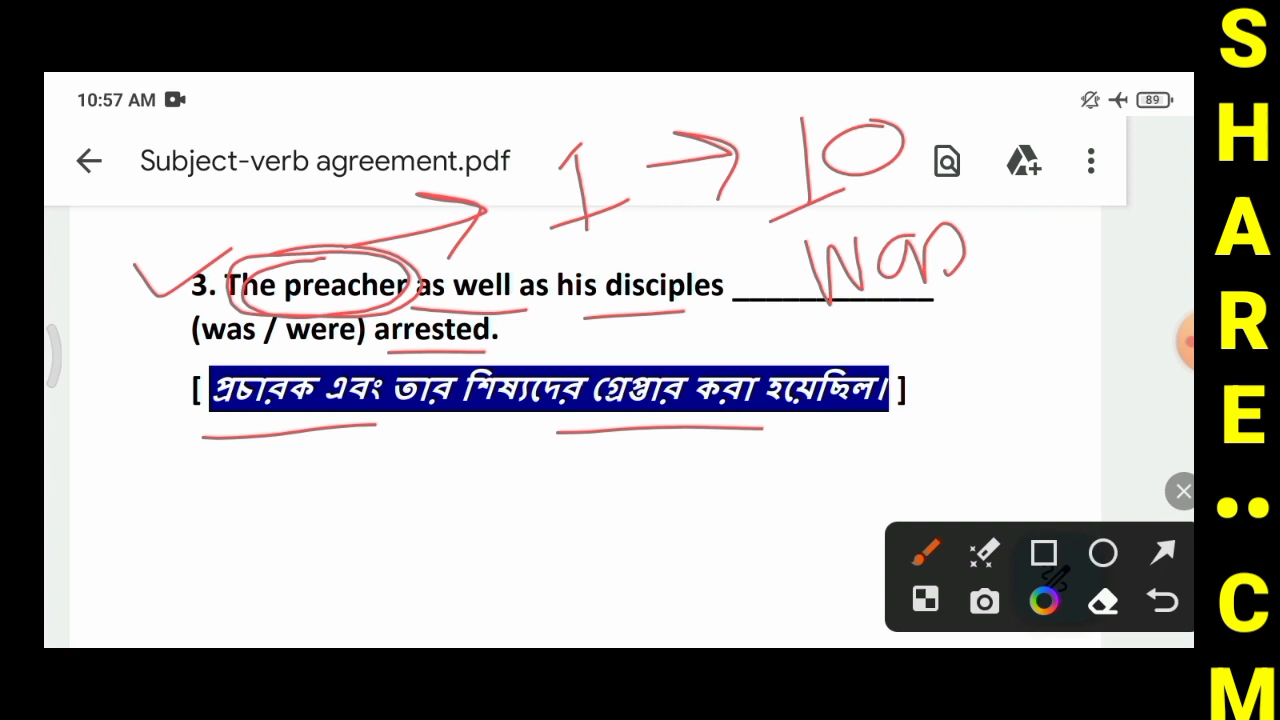 10:57 AM
89
Subject-verb agreement.pdf
1 → 10
was
3. The preacher as well as his disciples ____________
(was / were) arrested.
[ প্রচারক এবং তার শিষ্যদের গ্রেপ্তার করা হয়েছিল। ]
SHARE •• CM